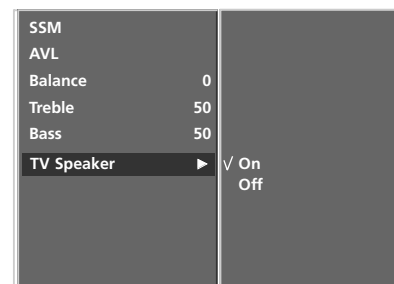 SSM
AVL
Balance 0
Treble 50
Bass 50
TV Speaker ► √ On
Off